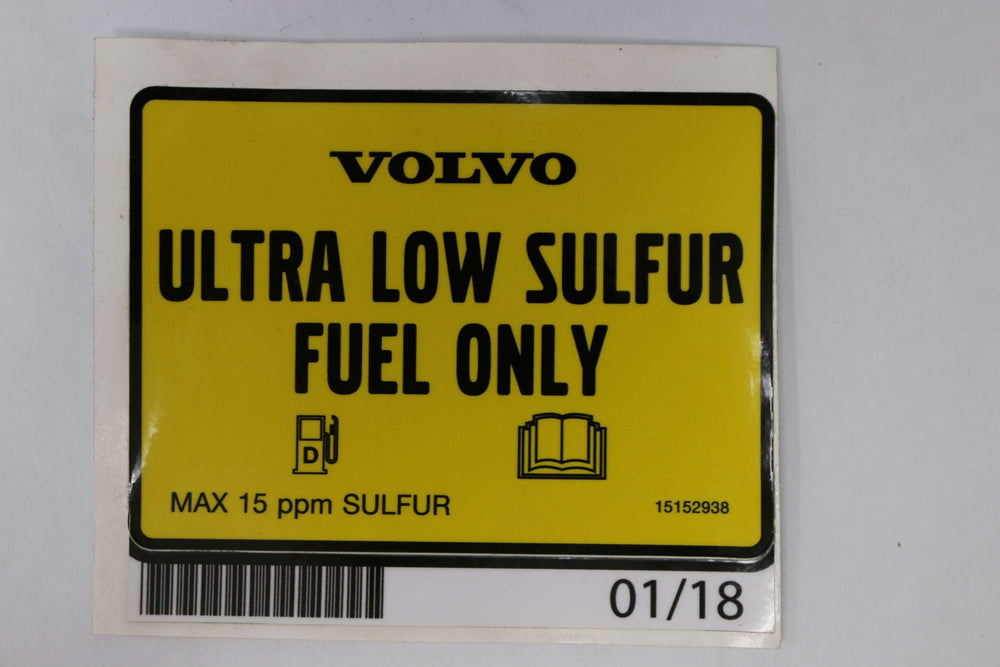 VOLVO
ULTRA LOW SULFUR
FUEL ONLY
D
MAX 15 ppm SULFUR
15152938
01/18